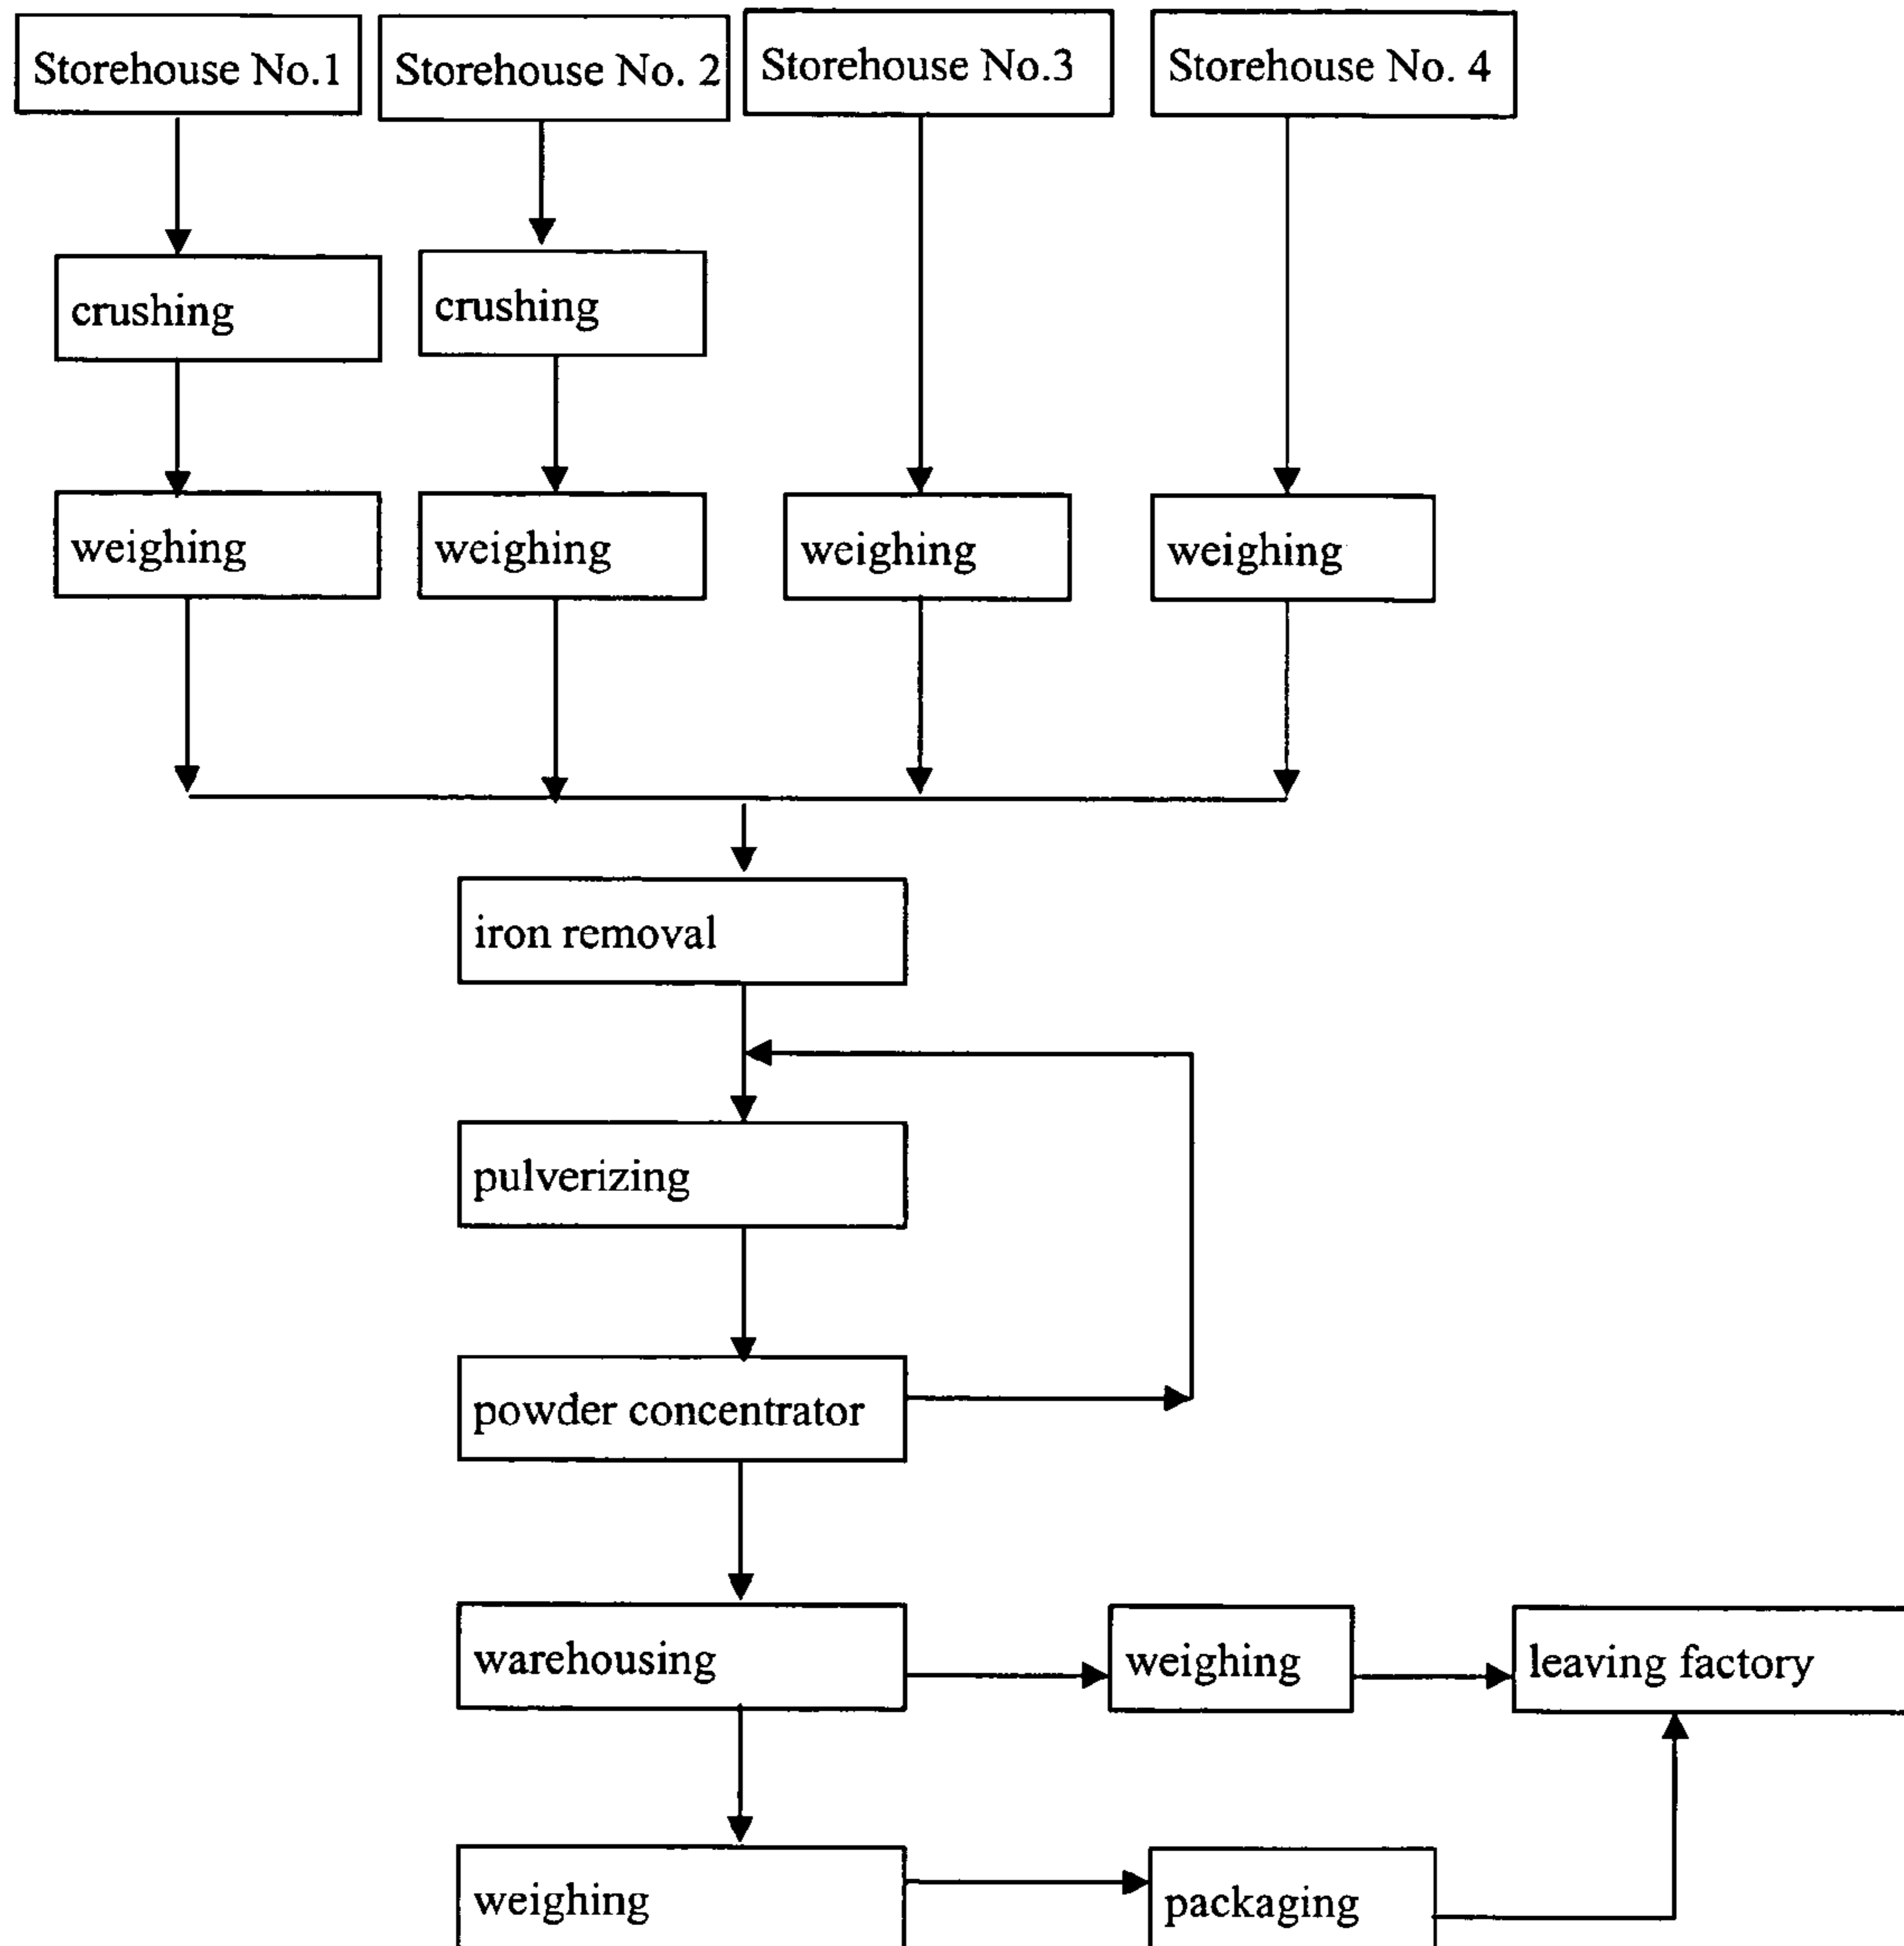 Storehouse No.1
Storehouse No. 2
Storehouse No.3
Storehouse No. 4
crushing
crushing
weighing
weighing
weighing
weighing
iron removal
pulverizing
powder concentrator
warehousing
weighing
leaving factory
weighing
packaging